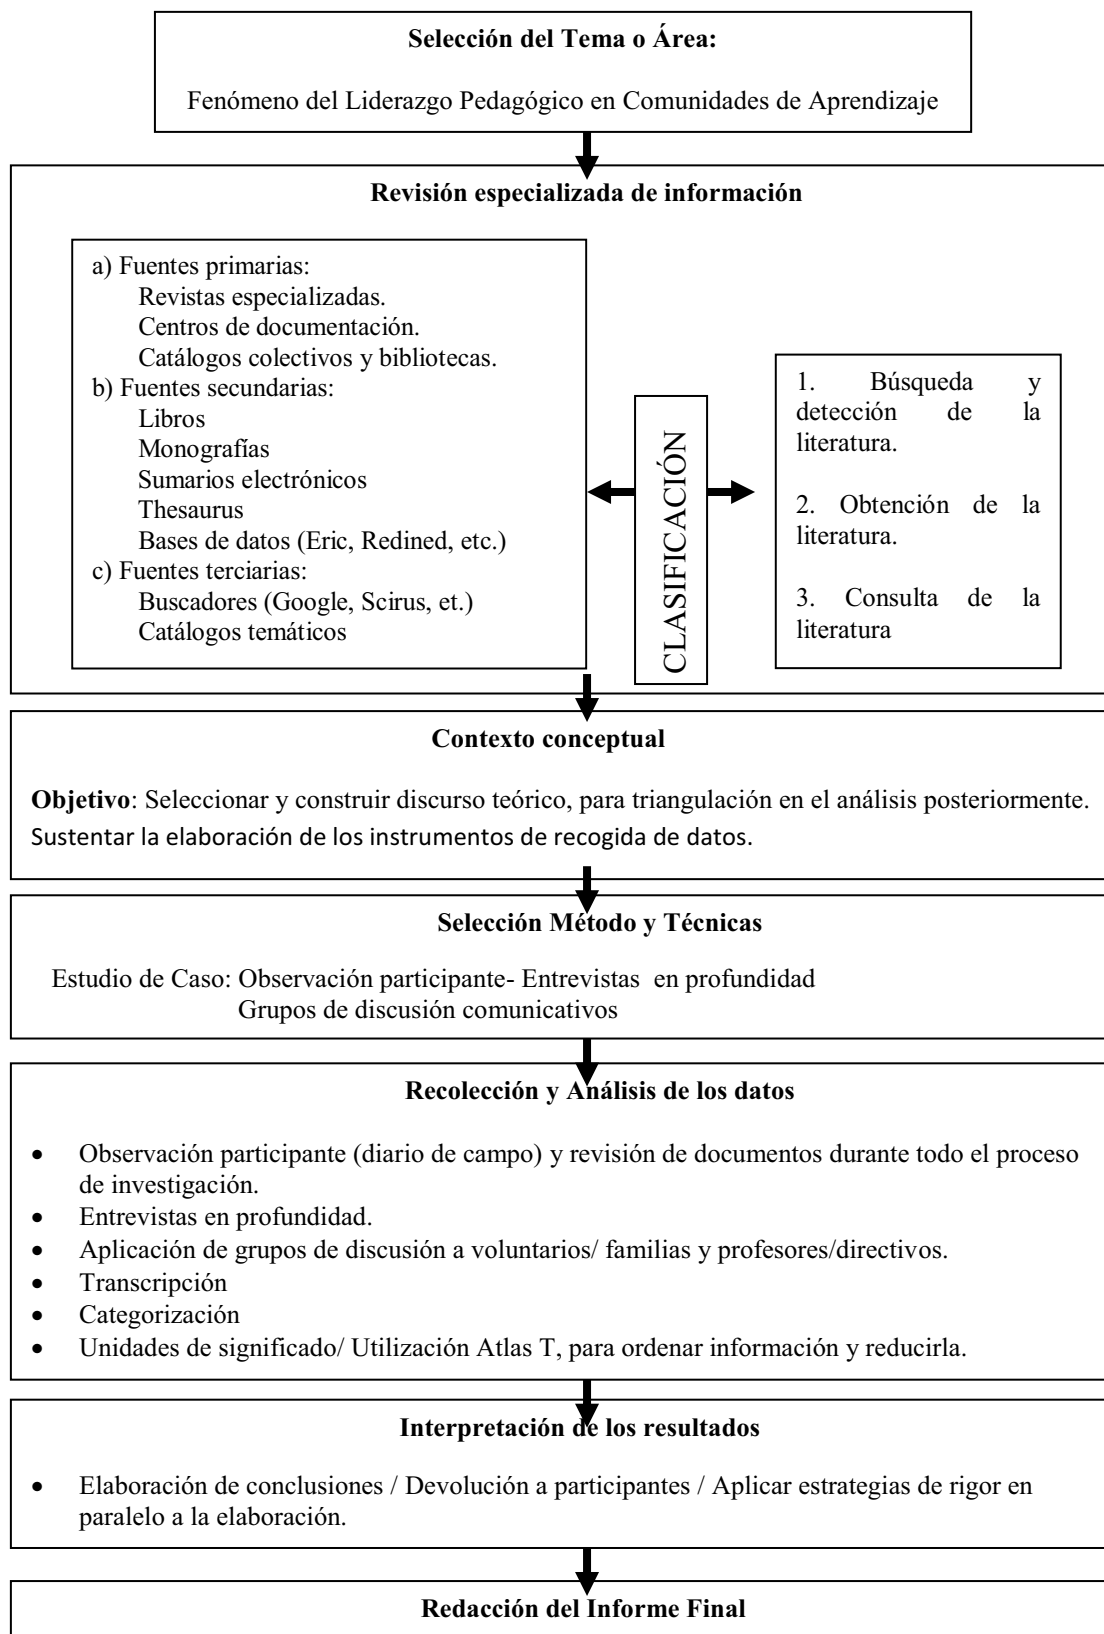 Selección del Tema o Área:
Fenómeno del Liderazgo Pedagógico en Comunidades de Aprendizaje
Revisión especializada de información
a) Fuentes primarias:
Revistas especializadas.
Centros de documentación.
Catálogos colectivos y bibliotecas.
b) Fuentes secundarias:
Libros
Monografías
Sumarios electrónicos
Thesaurus
Bases de datos (Eric, Redined, etc.)
c) Fuentes terciarias:
Buscadores (Google, Scirus, et.)
Catálogos temáticos
CLASIFICACIÓN
1. Búsqueda y
detección de la
literatura.
2. Obtención de la
literatura.
3. Consulta de la
literatura
Contexto conceptual
Objetivo: Seleccionar y construir discurso teórico, para triangulación en el análisis posteriormente.
Sustentar la elaboración de los instrumentos de recogida de datos.
Selección Método y Técnicas
Estudio de Caso: Observación participante- Entrevistas en profundidad
Grupos de discusión comunicativos
Recolección y Análisis de los datos
• Observación participante (diario de campo) y revisión de documentos durante todo el proceso
de investigación.
• Entrevistas en profundidad.
• Aplicación de grupos de discusión a voluntarios/ familias y profesores/directivos.
• Transcripción
• Categorización
• Unidades de significado/ Utilización Atlas T, para ordenar información y reducirla.
Interpretación de los resultados
• Elaboración de conclusiones / Devolución a participantes / Aplicar estrategias de rigor en
paralelo a la elaboración.
Redacción del Informe Final